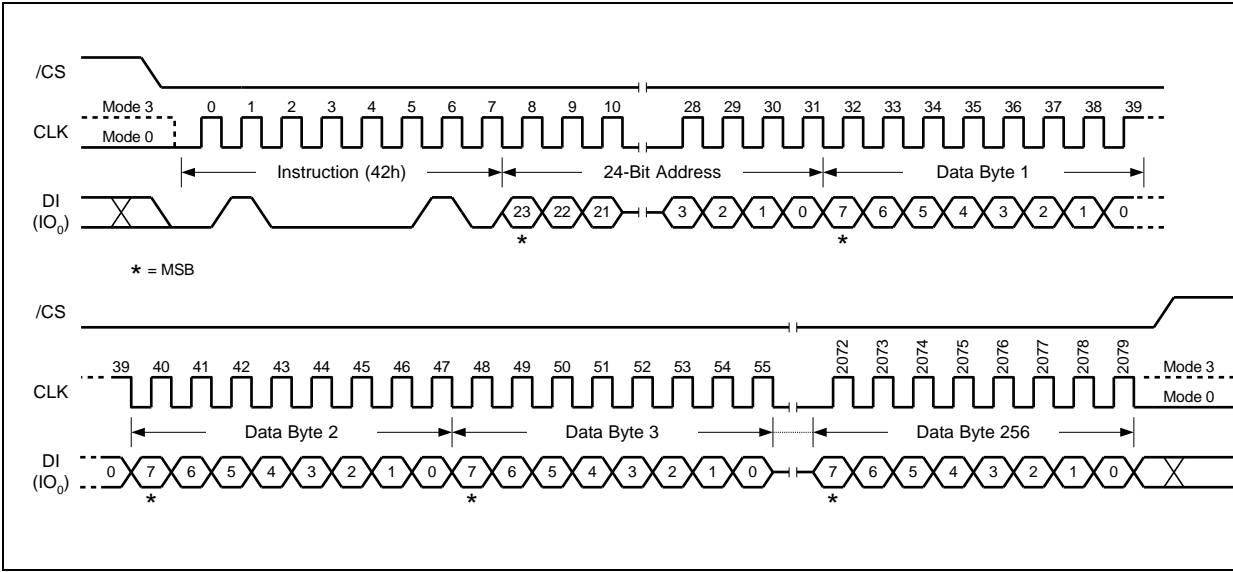 /CS
Mode 3 0 1 2 3 4 5 6 7 8 9 10 28 29 30 31 32 33 34 35 36 37 38 39
CLK
Mode 0
Instruction (42h) 24-Bit Address Data Byte 1
DI
(IO0)
23 22 21 3 2 1 0 7 6 5 4 3 2 1 0
* *
* = MSB
/CS
39 40 41 42 43 44 45 46 47 48 49 50 51 52 53 54 55 2072 2073 2074 2075 2076 2077 2078 2079 Mode 3
CLK
Mode 0
Data Byte 2 Data Byte 3 Data Byte 256
DI
(IO0)
0 7 6 5 4 3 2 1 0 7 6 5 4 3 2 1 0 7 6 5 4 3 2 1 0
* * *